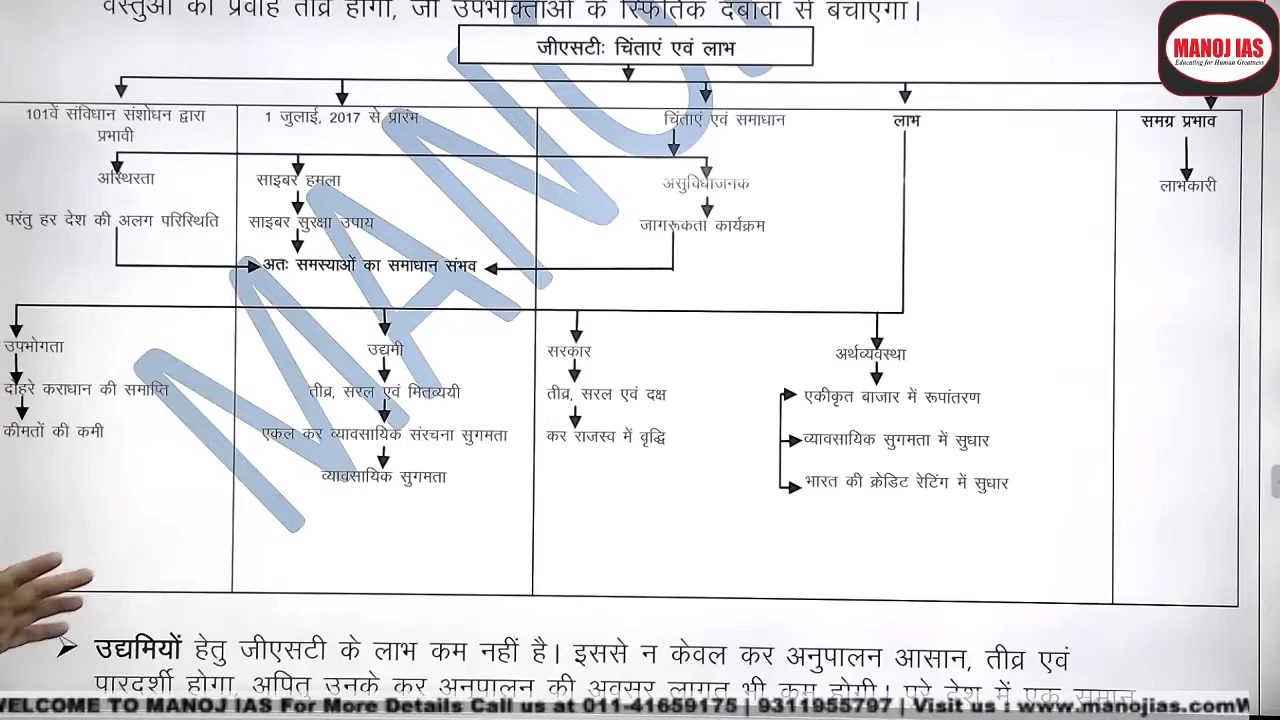 वस्तुओं का प्रवाह तीव्र होगा, जो उपभोक्ताओं के स्फितिक दबावों से बचाएगा।
MANOJ IAS
Educating for Human Greatness
जीएसटीः चिंताएं एवं लाभ
101वें संविधान संशोधन द्वारा
प्रभावी
1 जुलाई, 2017 से प्रारंभ
चिंताएं एवं समाधान
लाभ
समग्र प्रभाव
अस्थिरता
साइबर हमला
असुविधाजनक
लाभकारी
परंतु हर देश की अलग परिस्थिति
साइबर सुरक्षा उपाय
जागरूकता कार्यक्रम
अतः समस्याओं का समाधान संभव
उपभोगता
उद्यमी
सरकार
अर्थव्यवस्था
दोहरे कराधान की समाप्ति
तीव्र, सरल एवं मितव्ययी
तीव्र, सरल एवं दक्ष
एकीकृत बाजार में रूपांतरण
कीमतों की कमी
एकल कर व्यावसायिक संरचना सुगमता
कर राजस्व में वृद्धि
व्यावसायिक सुगमता में सुधार
व्यावसायिक सुगमता
भारत की क्रेडिट रेटिंग में सुधार
उद्यमियों हेतु जीएसटी के लाभ कम नहीं है। इससे न केवल कर अनुपालन आसान, तीव्र एवं
पारदर्शी होगा, अपितु उनके कर अनुपालन की अवसर लागत भी कम होगी। पूरे देश में एक समान
WELCOME TO MANOJ IAS For More Details Call us at 011-41659175 | 9311955797 | Visit us : www.manojias.com